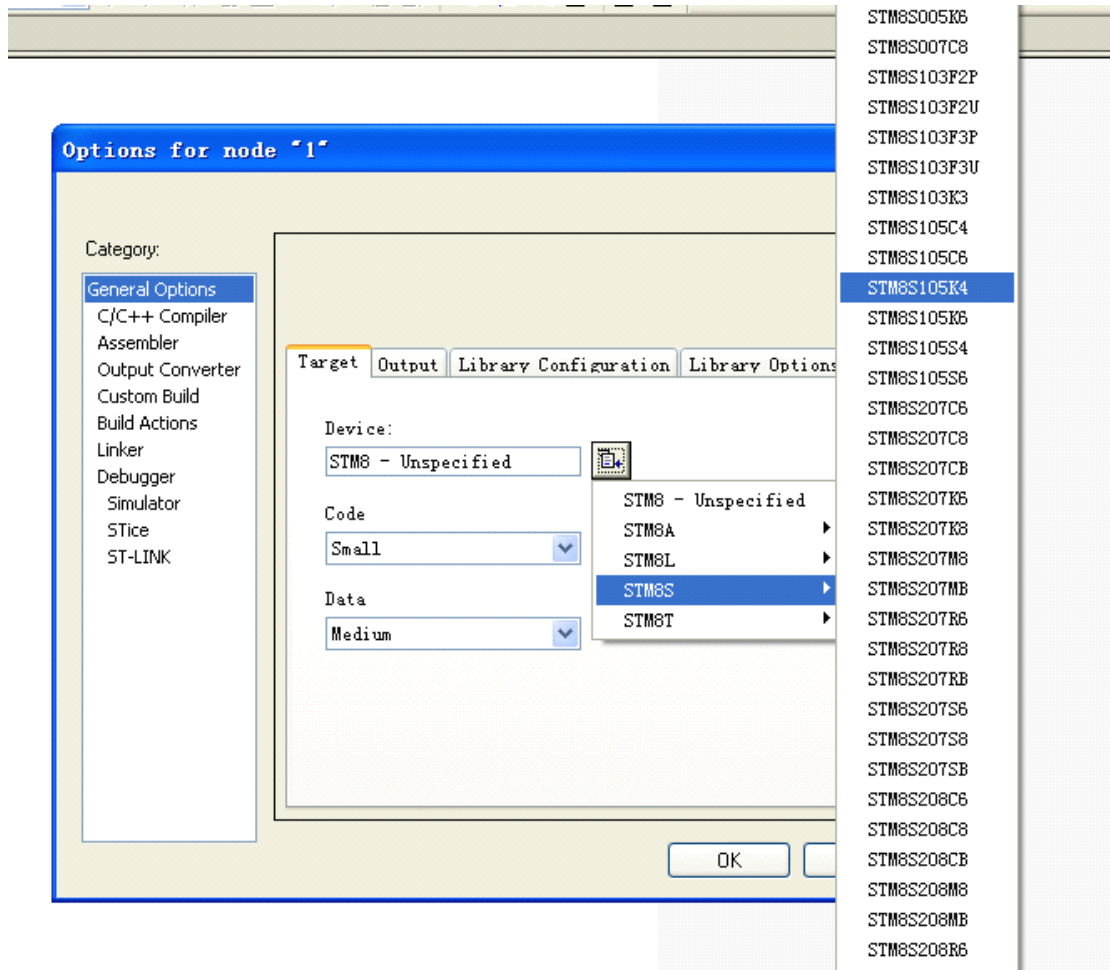 Options for node "1"
Category:
General Options
C/C++ Compiler
Assembler
Output Converter
Custom Build
Build Actions
Linker
Debugger
Simulator
STice
ST-LINK
Target Output Library Configuration Library Options
Device:
STM8 - Unspecified
Code
Small
Data
Medium
STM8 - Unspecified
STM8A
STM8L
STM8S
STM8T
OK
STM8S005K6
STM8S007C8
STM8S103F2P
STM8S103F2U
STM8S103F3P
STM8S103F3U
STM8S103K3
STM8S105C4
STM8S105C6
STM8S105K4
STM8S105K6
STM8S105S4
STM8S105S6
STM8S207C6
STM8S207C8
STM8S207CB
STM8S207K6
STM8S207K8
STM8S207M8
STM8S207MB
STM8S207R6
STM8S207R8
STM8S207RB
STM8S207S6
STM8S207S8
STM8S207SB
STM8S208C6
STM8S208C8
STM8S208CB
STM8S208M8
STM8S208MB
STM8S208R6